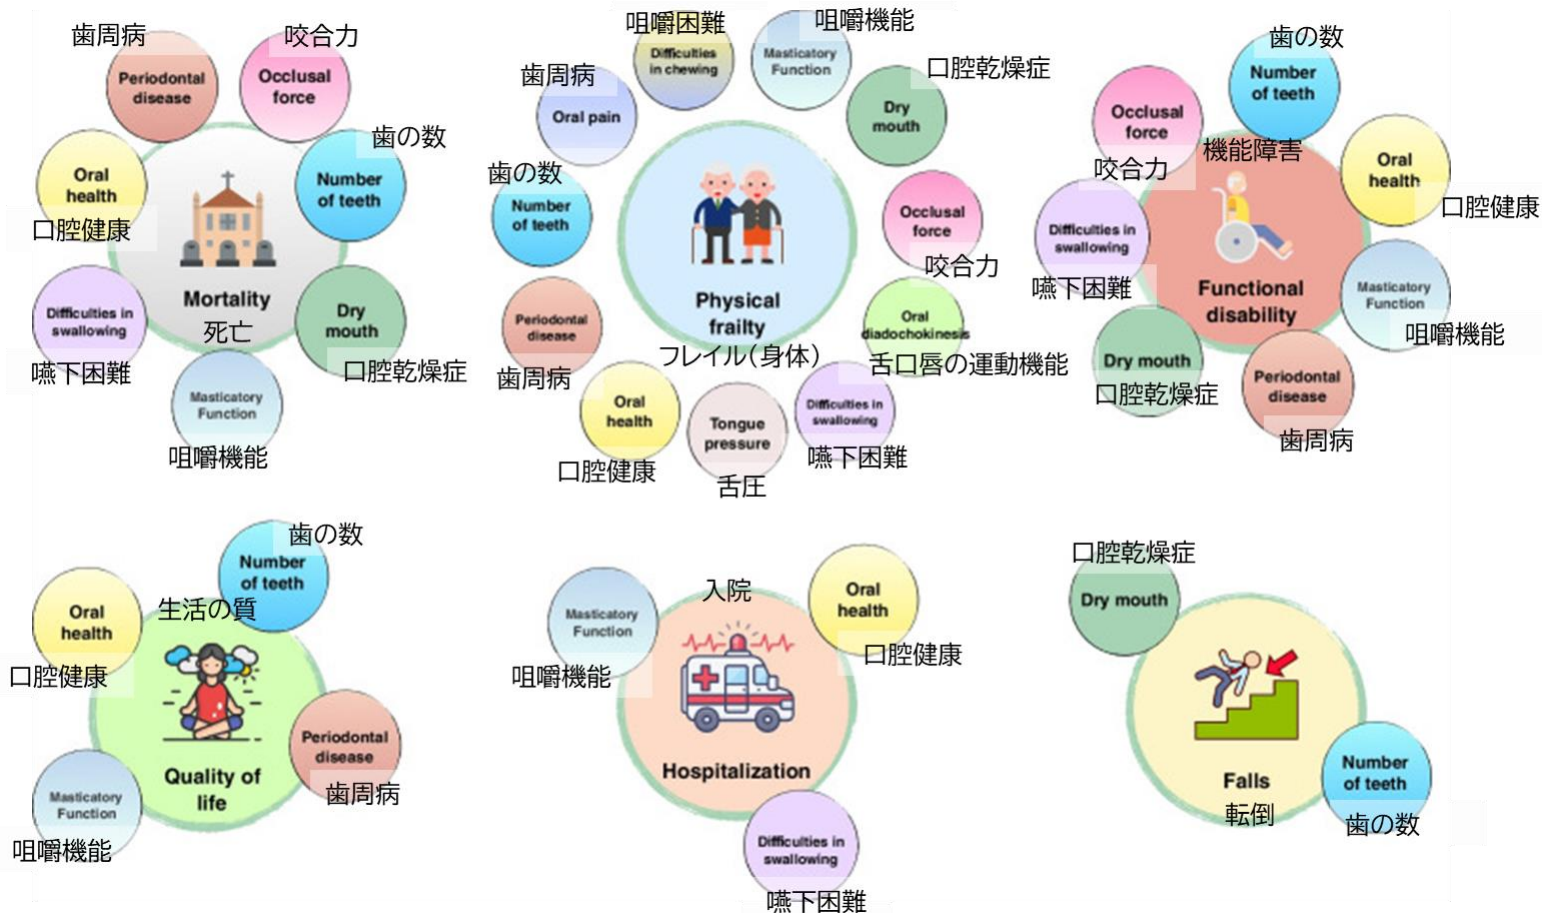 歯周病
Periodontal
disease
咬合力
Occlusal
force
Oral
health
口腔健康
歯の数
Number
of teeth
Mortality
死亡
Difficulties in
swallowing
嚥下困難
Dry
mouth
口腔乾燥症
Masticatory
Function
咀嚼機能
咀嚼困難
Difficulties
in chewing
咀嚼機能
Masticatory
Function
歯周病
Oral pain
口腔乾燥症
Dry
mouth
歯の数
Number
of teeth
Occlusal
force
咬合力
Physical
frailty
フレイル(身体)
Periodontal
disease
歯周病
Oral
diadochokinesis
舌口唇の運動機能
Oral
health
口腔健康
Tongue
pressure
舌圧
Difficulties in
swallowing
嚥下困難
歯の数
Number
of teeth
Occlusal
force
咬合力
機能障害
Oral
health
口腔健康
Difficulties in
swallowing
嚥下困難
Functional
disability
Masticatory
Function
咀嚼機能
Dry mouth
口腔乾燥症
Periodontal
disease
歯周病
歯の数
Number
of teeth
Oral
health
口腔健康
生活の質
Quality of
life
Periodontal
disease
歯周病
Masticatory
Function
咀嚼機能
入院
Masticatory
Function
咀嚼機能
Oral
health
口腔健康
Hospitalization
Difficulties in
swallowing
嚥下困難
口腔乾燥症
Dry mouth
Falls
転倒
Number
of teeth
歯の数